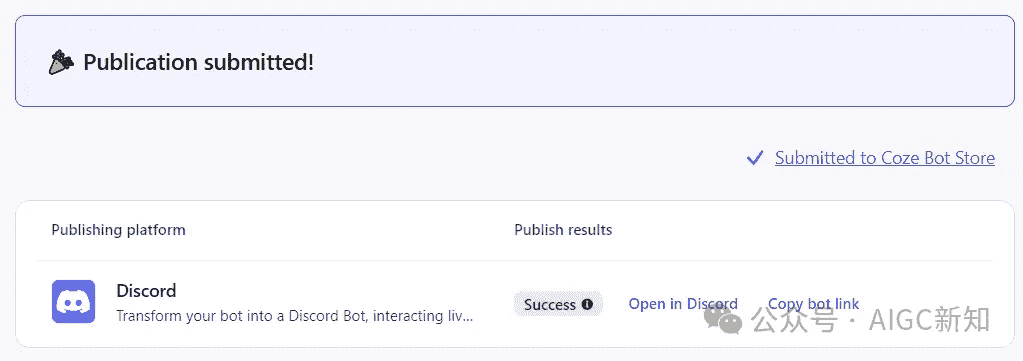 Publication submitted!
Submitted to Coze Bot Store
Publishing platform Publish results
Discord
Transform your bot into a Discord Bot, interacting liv...
Success Open in Discord Copy bot link
公众号 · AIGC新知